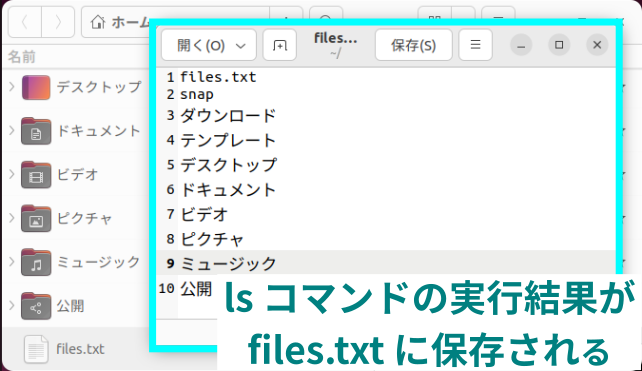 ホーム
名前
デスクトップ
ドキュメント
ビデオ
ピクチャ
ミュージック
公開
files.txt
開く(O)
files...
~/
保存(S)
1 files.txt
2 snap
3 ダウンロード
4 テンプレート
5 デスクトップ
6 ドキュメント
7 ビデオ
8 ピクチャ
9 ミュージック
10 公開
ls コマンドの実行結果が
files.txt に保存される